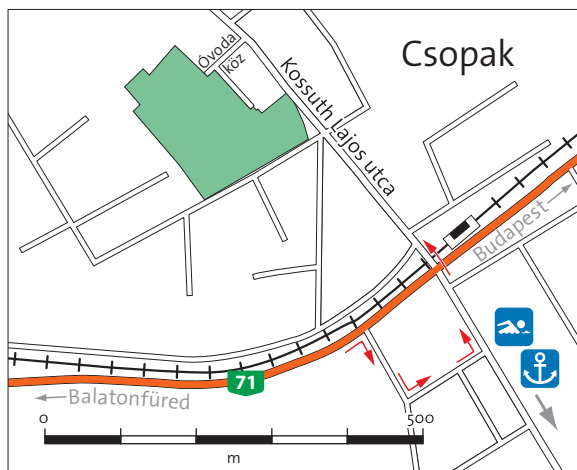 Csopak
Óvoda
köz
Kossuth Lajos utca
Budapest
71
Balatonfüred
0
500
m